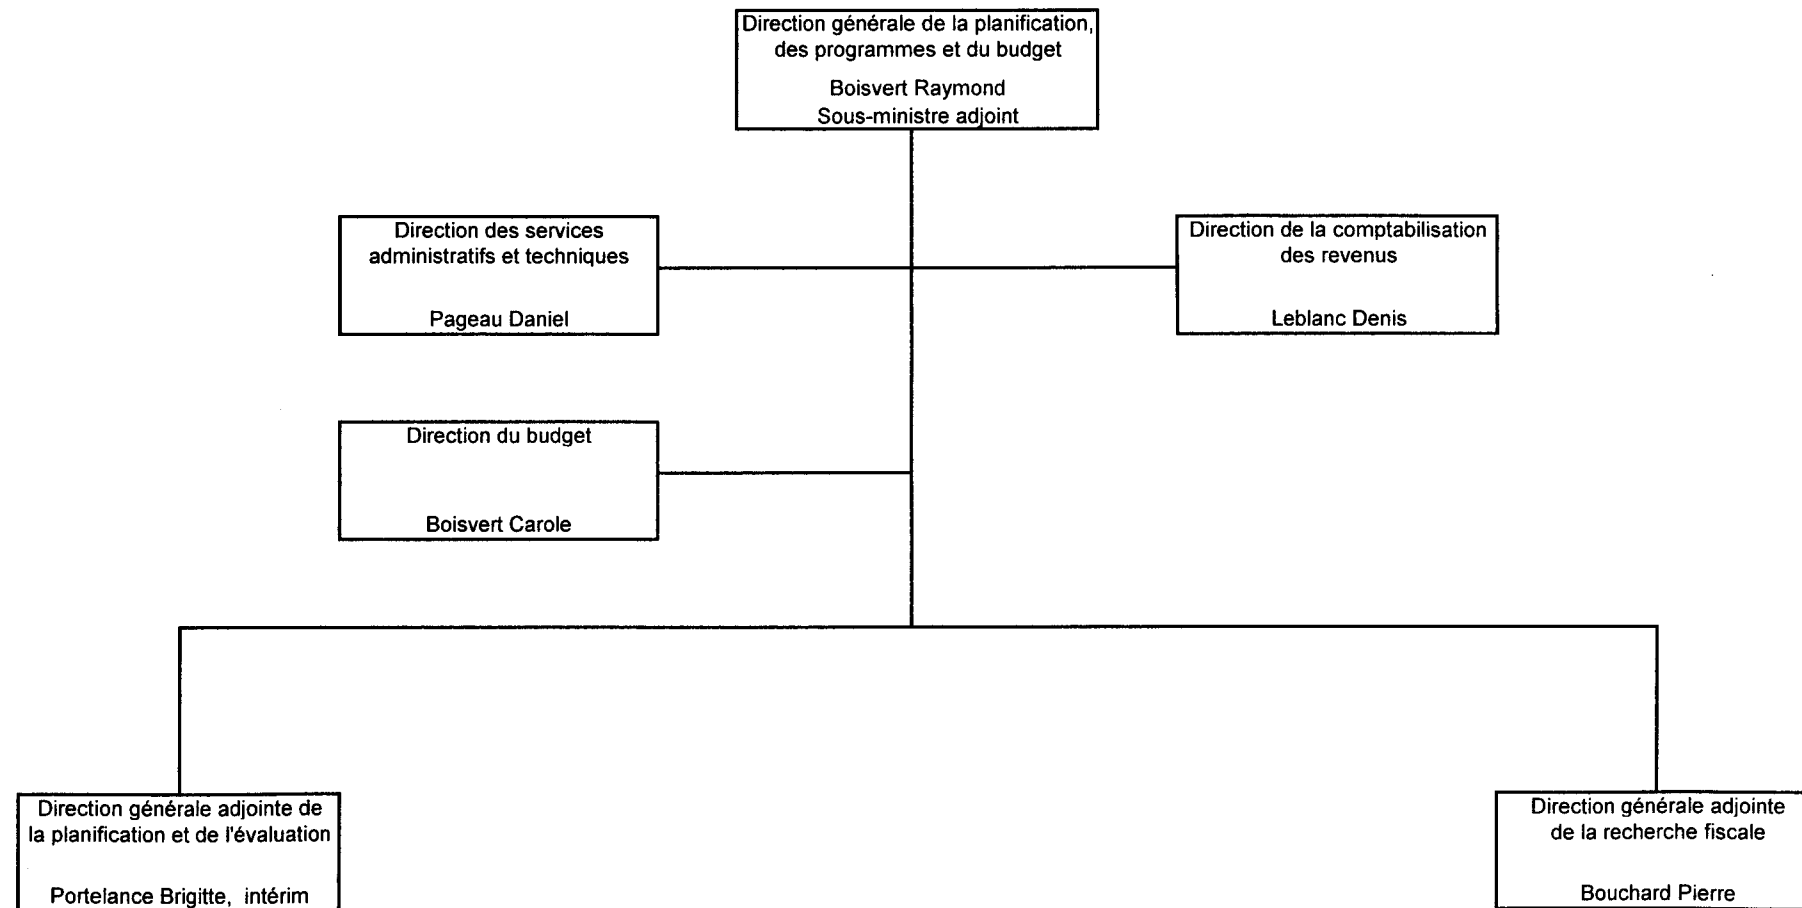 Direction générale de la planification,
des programmes et du budget
Boisvert Raymond
Sous-ministre adjoint
Direction des services
administratifs et techniques
Pageau Daniel
Direction de la comptabilisation
des revenus
Leblanc Denis
Direction du budget
Boisvert Carole
Direction générale adjointe de
la planification et de l'évaluation
Portelance Brigitte, intérim
Direction générale adjointe
de la recherche fiscale
Bouchard Pierre